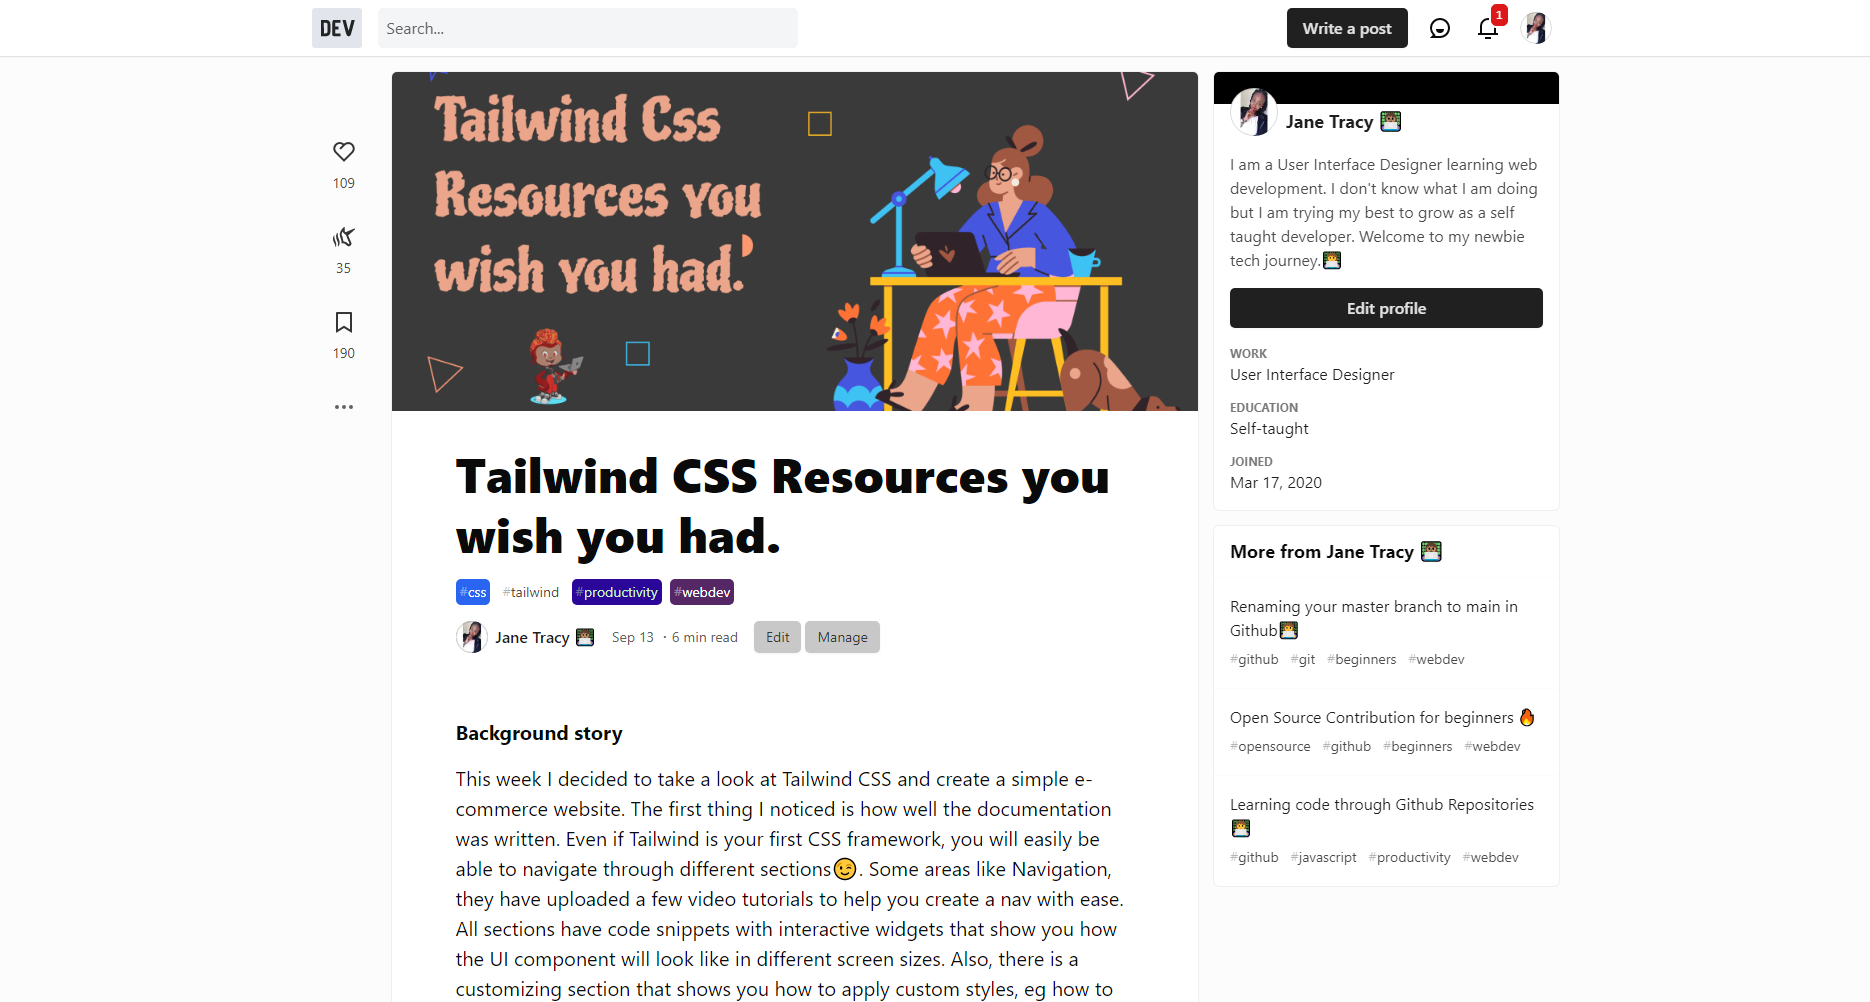 DEV
Search...
Write a post
1
109
35
190
Tailwind Css
Resources you
wish you had.
Tailwind CSS Resources you
wish you had.
#css #tailwind #productivity #webdev
Jane Tracy 👩🏾‍💻 Sep 13 · 6 min read Edit Manage
Background story
This week I decided to take a look at Tailwind CSS and create a simple e-
commerce website. The first thing I noticed is how well the documentation
was written. Even if Tailwind is your first CSS framework, you will easily be
able to navigate through different sections😉. Some areas like Navigation,
they have uploaded a few video tutorials to help you create a nav with ease.
All sections have code snippets with interactive widgets that show you how
the UI component will look like in different screen sizes. Also, there is a
customizing section that shows you how to apply custom styles, eg how to
Jane Tracy 👩🏾‍💻
I am a User Interface Designer learning web
development. I don't know what I am doing
but I am trying my best to grow as a self
taught developer. Welcome to my newbie
tech journey.👩‍💻
Edit profile
WORK
User Interface Designer
EDUCATION
Self-taught
JOINED
Mar 17, 2020
More from Jane Tracy 👩🏾‍💻
Renaming your master branch to main in
Github👩‍💻
#github #git #beginners #webdev
Open Source Contribution for beginners 🔥
#opensource #github #beginners #webdev
Learning code through Github Repositories
👩‍💻
#github #javascript #productivity #webdev